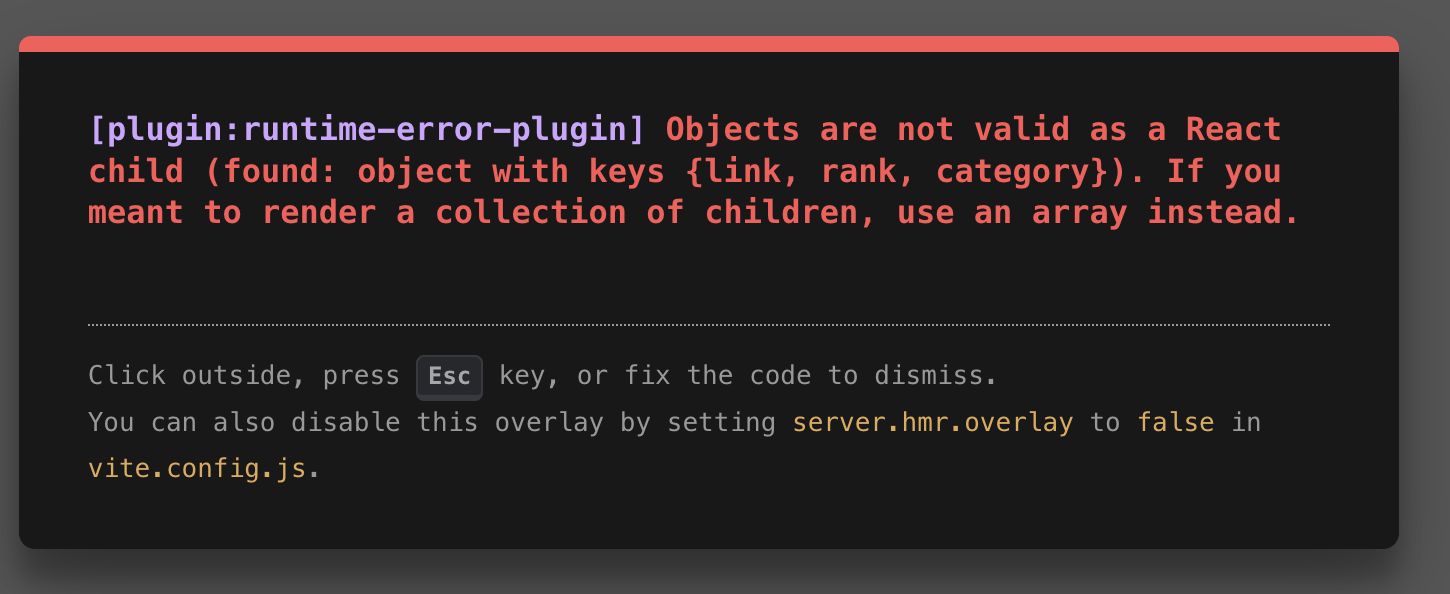 [plugin:runtime-error-plugin] Objects are not valid as a React
child (found: object with keys {link, rank, category}). If you
meant to render a collection of children, use an array instead.
Click outside, press Esc key, or fix the code to dismiss.
You can also disable this overlay by setting server.hmr.overlay to false in
vite.config.js.